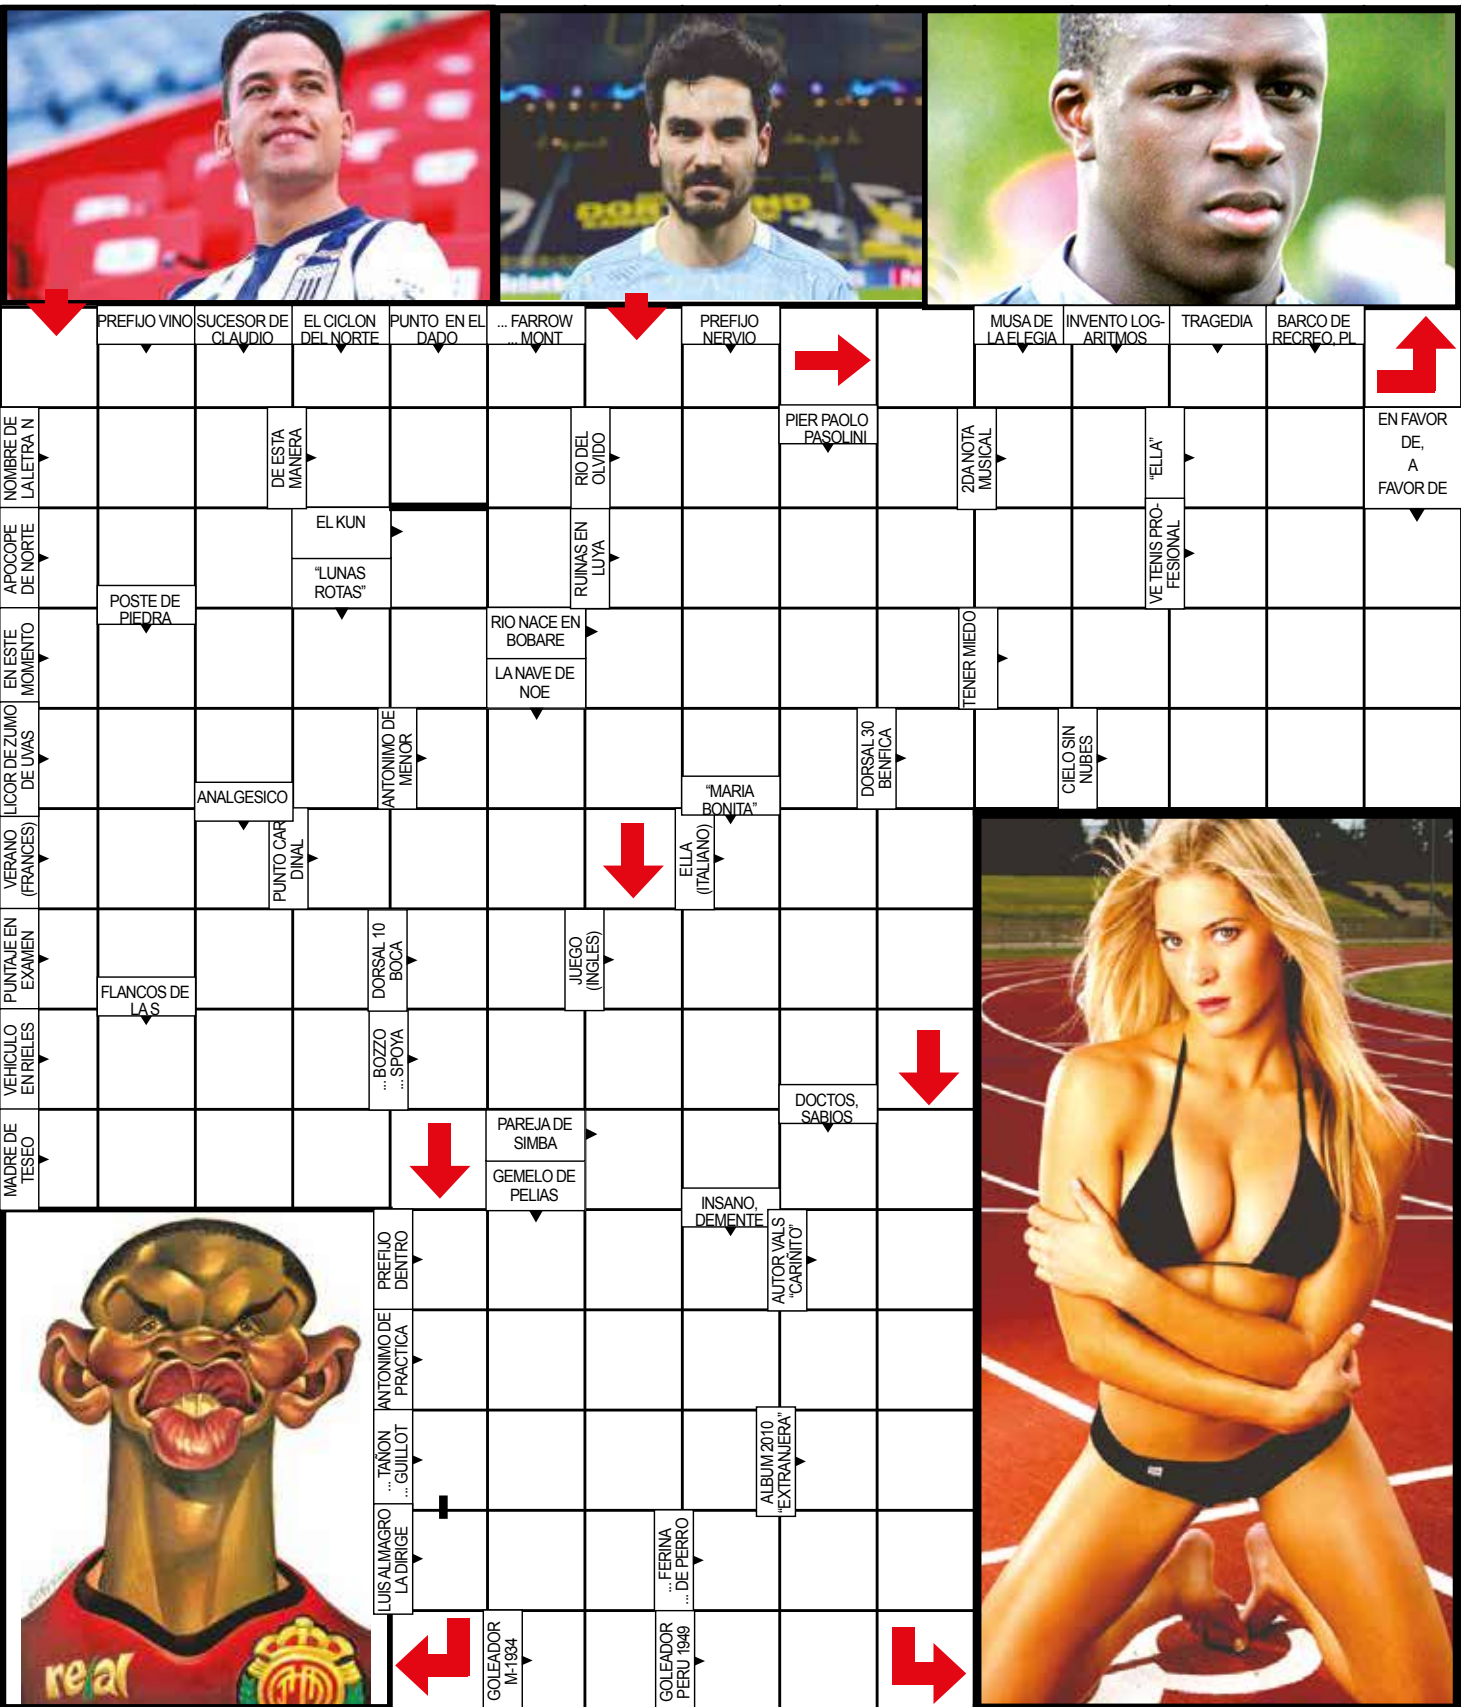 DORTMUND
PREFIJO VINO
SUCESOR DE
CLAUDIO
EL CICLON
DEL NORTE
PUNTO EN EL
DADO
... FARROW
... MONT
PREFIJO
NERVIO
MUSA DE
LA ELEGIA
INVENTO LOG-
ARITMOS
TRAGEDIA
BARCO DE
RECREO, PL
NOMBRE DE
LA LETRA N
DE ESTA
MANERA
RIO DEL
OLVIDO
PIER PAOLO
PASOLINI
2DA NOTA
MUSICAL
"ELLA"
EN FAVOR
DE,
A
FAVOR DE
APOCOPE
DE NORTE
EL KUN
"LUNAS
ROTAS"
RUINAS EN
LUYA
VE TENIS PRO-
FESIONAL
POSTE DE
PIEDRA
EN ESTE
MOMENTO
RIO NACE EN
BOBARE
LA NAVE DE
NOE
TENER MIEDO
LICOR DE ZUMO
DE UVAS
ANALGESICO
ANTONIMO DE
MENOR
"MARIA
BONITA"
DORSAL 30
BENFICA
CIELO SIN
NUBES
VERANO
(FRANCES)
PUNTO CAR
DINAL
ELLA
(ITALIANO)
PUNTAJE EN
EXAMEN
FLANCOS DE
LA S
DORSAL 10
BOCA
JUEGO
(INGLES)
VEHICULO
EN RIELES
... BOZZO
... SPOYA
DOCTOS,
SABIOS
MADRE DE
TESEO
PAREJA DE
SIMBA
GEMELO DE
PELIAS
INSANO,
DEMENTE
PREFIJO
DENTRO
AUTOR VALS
"CARIÑITO"
ANTONIMO DE
PRACTICA
... TAÑON
... GUILLOT
ALBUM 2010
"EXTRANJERA"
LUIS ALMAGRO
LA DIRIGE
... FERINA
... DE PERRO
GOLEADOR
M-1934
GOLEADOR
PERU 1949